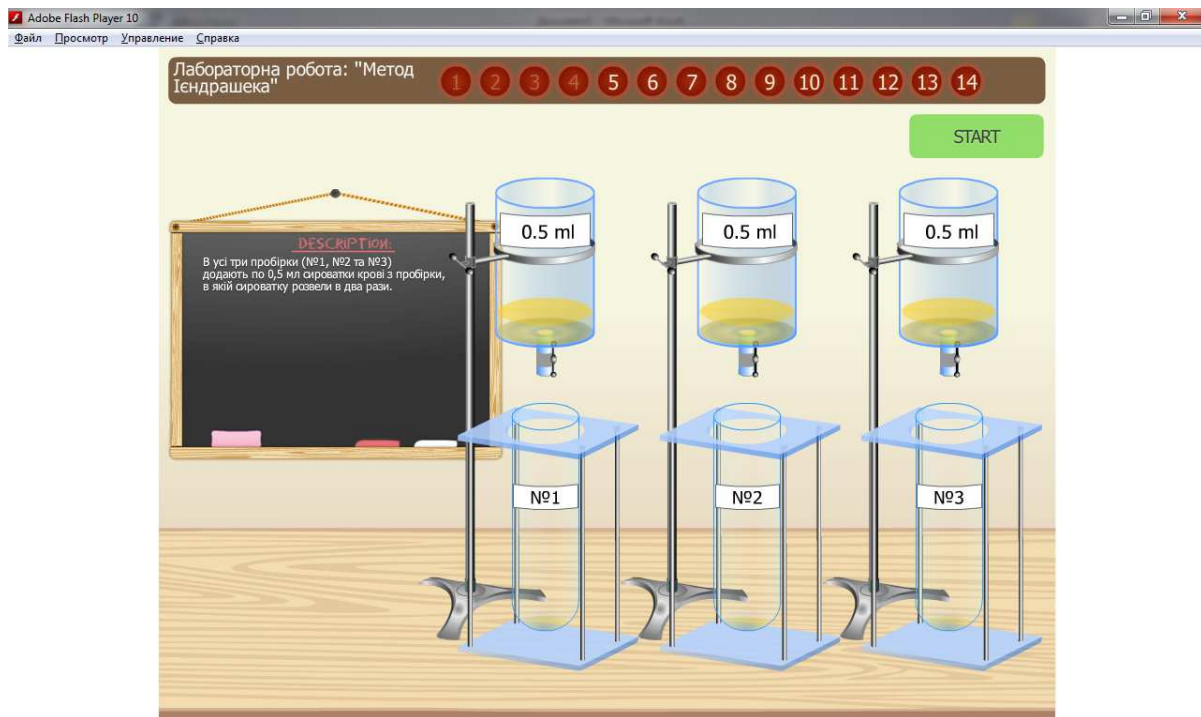 Adobe Flash Player 10
Файл Просмотр Управление Справка
Лабораторна робота: "Метод
Ієндрашека"
1 2 3 4 5 6 7 8 9 10 11 12 13 14
START
DESCRIPTION:
В усі три пробірки (№1, №2 та №3)
додають по 0,5 мл сироватки крові з пробірки,
в якій сироватку розвели в два рази.
0.5 ml 0.5 ml 0.5 ml
№1 №2 №3